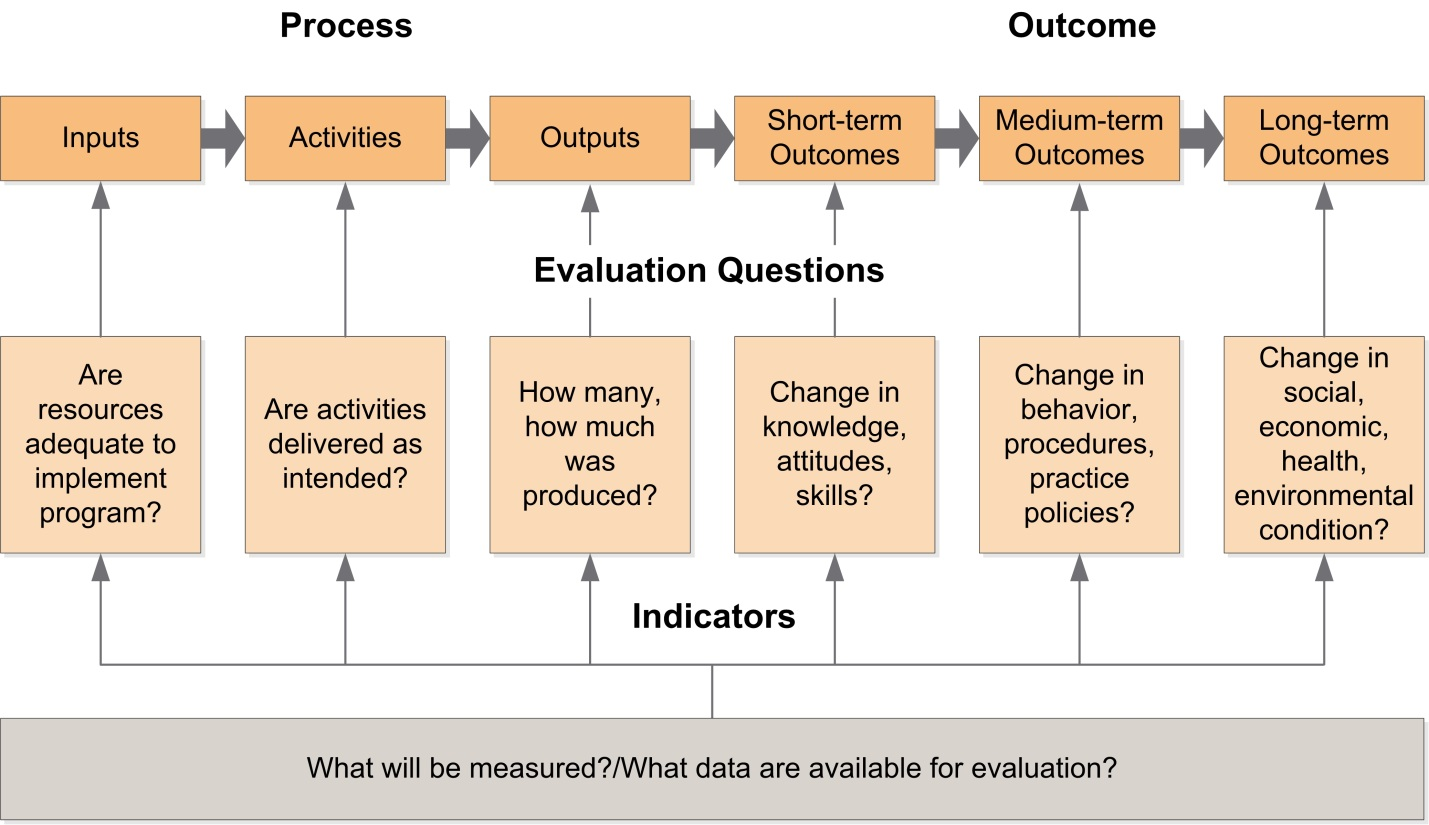 Process
Outcome
Inputs
Activities
Outputs
Short-term
Outcomes
Medium-term
Outcomes
Long-term
Outcomes
Evaluation Questions
Are
resources
adequate to
implement
program?
Are activities
delivered as
intended?
How many,
how much
was
produced?
Change in
knowledge,
attitudes,
skills?
Change in
behavior,
procedures,
practice
policies?
Change in
social,
economic,
health,
environmental
condition?
Indicators
What will be measured?/What data are available for evaluation?